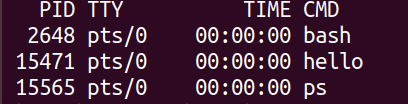 PID TTY          TIME CMD
2648 pts/0    00:00:00 bash
15471 pts/0    00:00:00 hello
15565 pts/0    00:00:00 ps